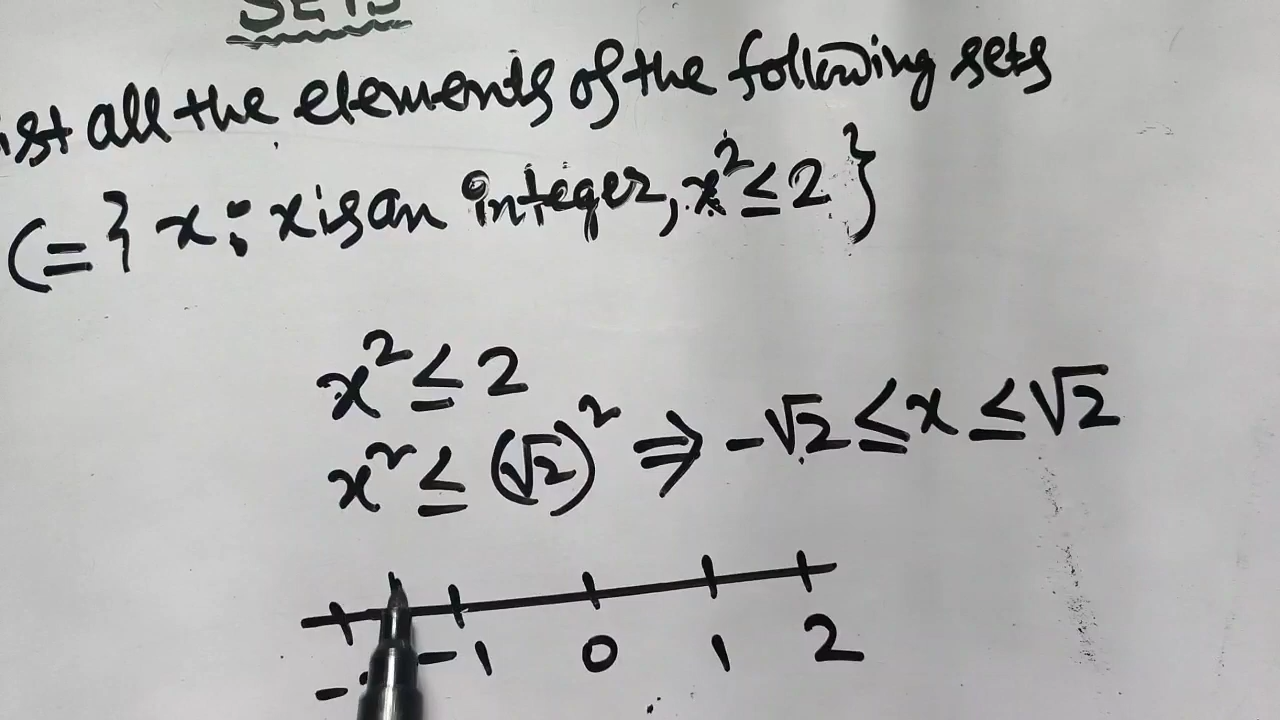 SETS
ist all the elements of the following sets
C = { x : x is an integer, x² ≤ 2 }
x² ≤ 2
x² ≤ (√2)² ⇒ -√2 ≤ x ≤ √2
-1 0 1 2